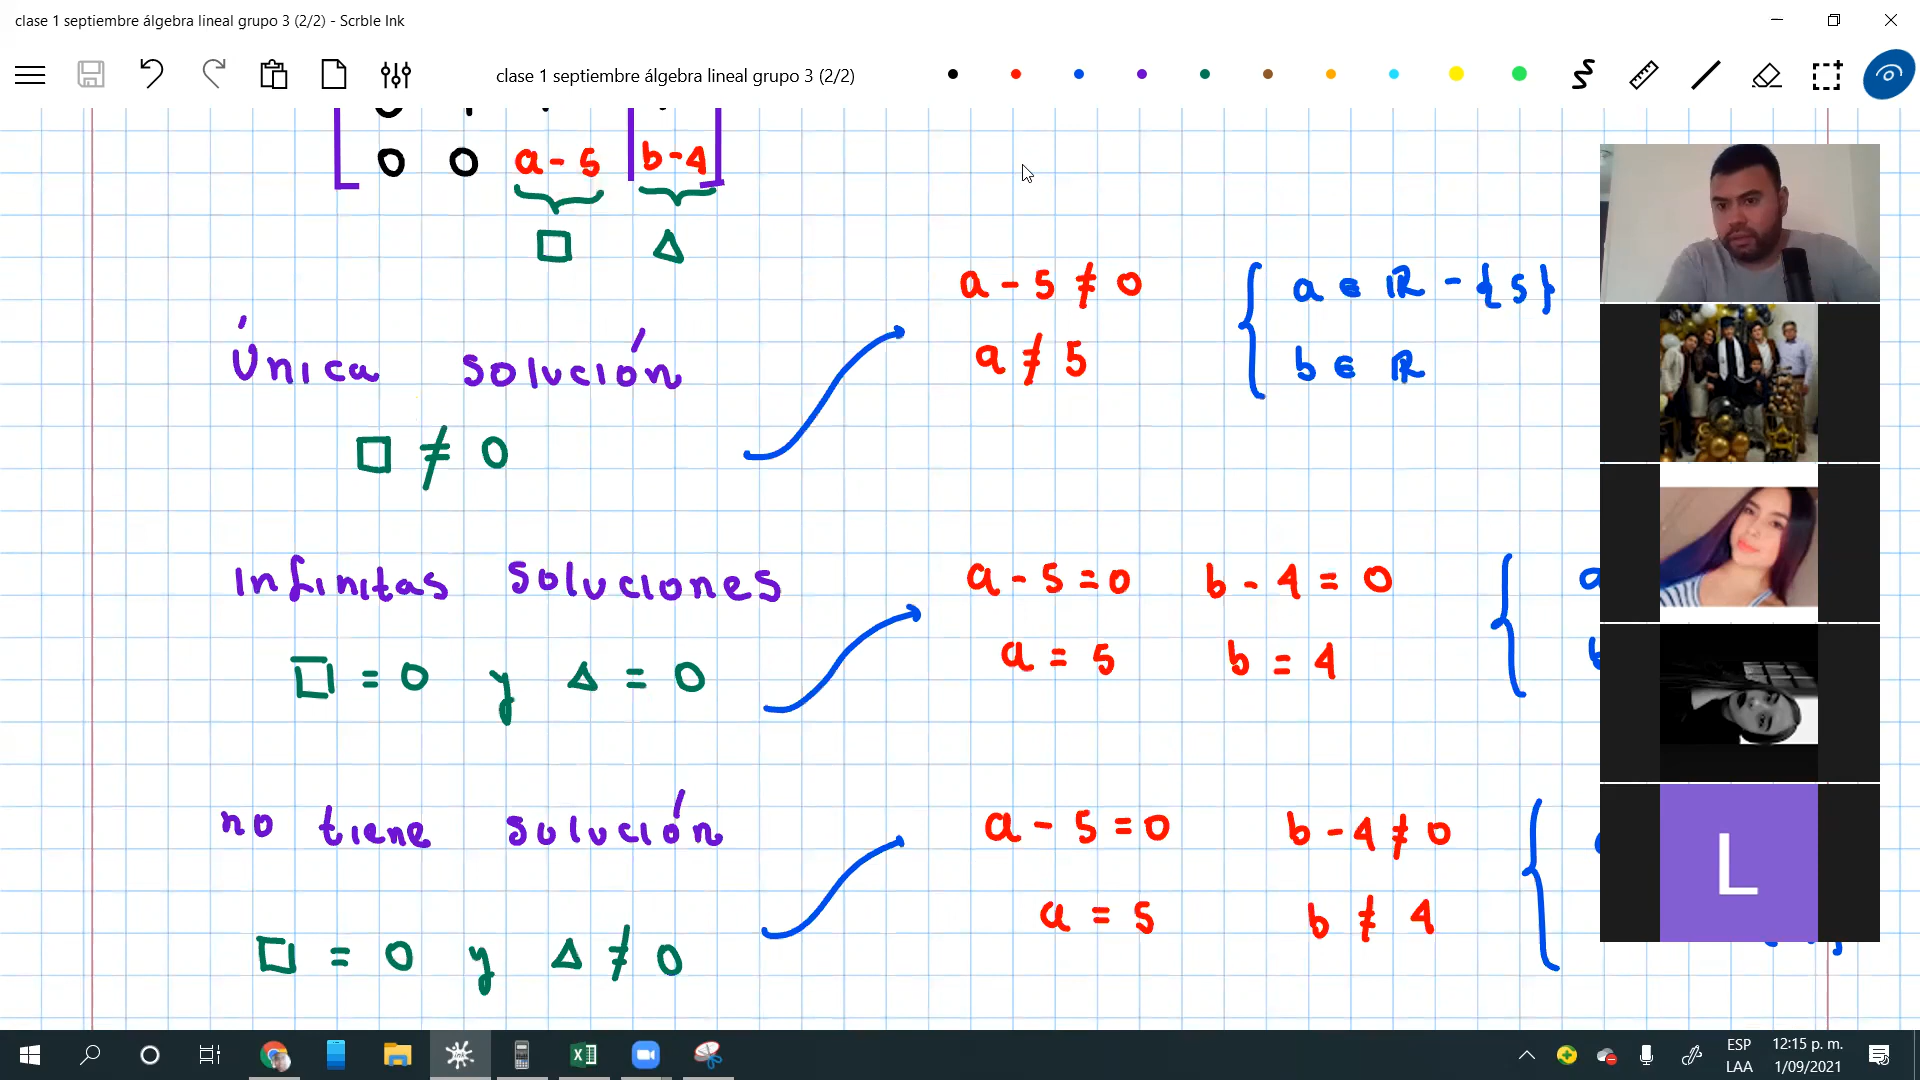 clase 1 septiembre álgebra lineal grupo 3 (2/2) - Scrble Ink
clase 1 septiembre álgebra lineal grupo 3 (2/2)
0 0 a - 5 b - 4
□ △
Única solución
□ ≠ 0
a - 5 ≠ 0
a ≠ 5
a ∈ ℝ - {5}
b ∈ ℝ
Infinitas soluciones
□ = 0 y △ = 0
a - 5 = 0 b - 4 = 0
a = 5 b = 4
no tiene solución
□ = 0 y △ ≠ 0
a - 5 = 0 b - 4 ≠ 0
a = 5 b ≠ 4
L
ESP
LAA
12:15 p. m.
1/09/2021